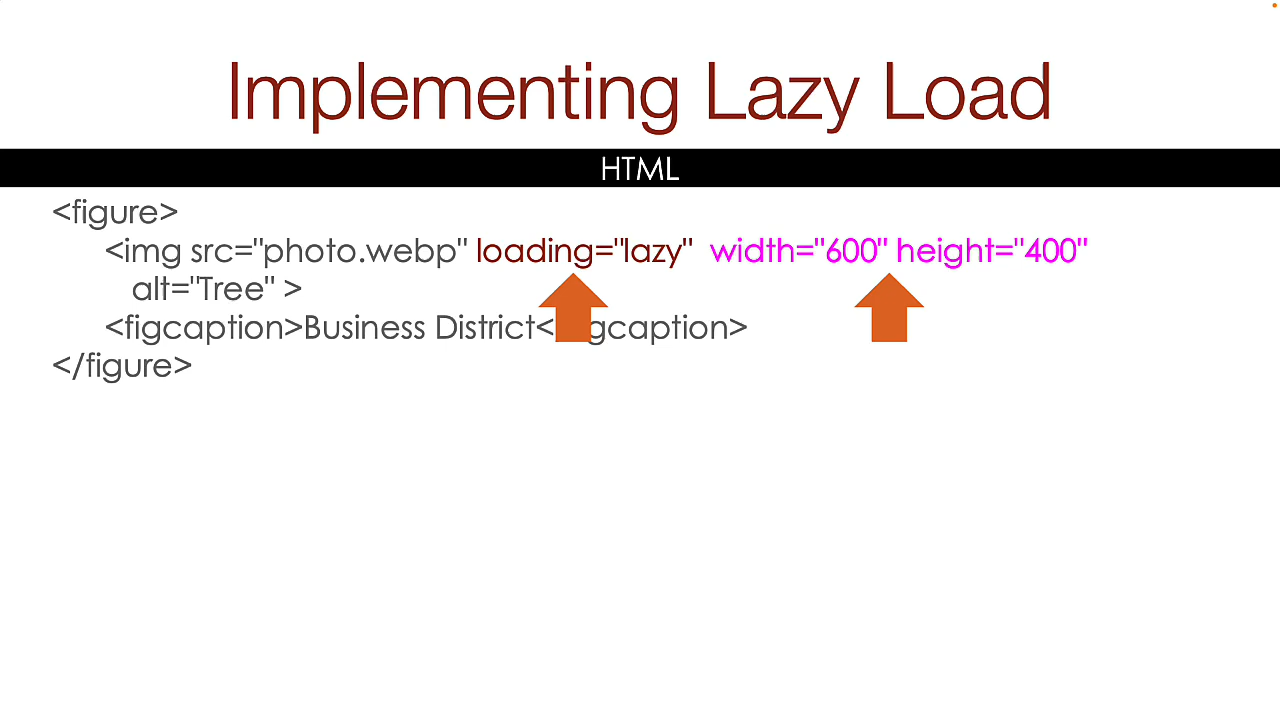 Implementing Lazy Load
HTML
<figure>
<img src="photo.webp" loading="lazy" width="600" height="400"
alt="Tree" >
<figcaption>Business District< gcaption>
</figure>